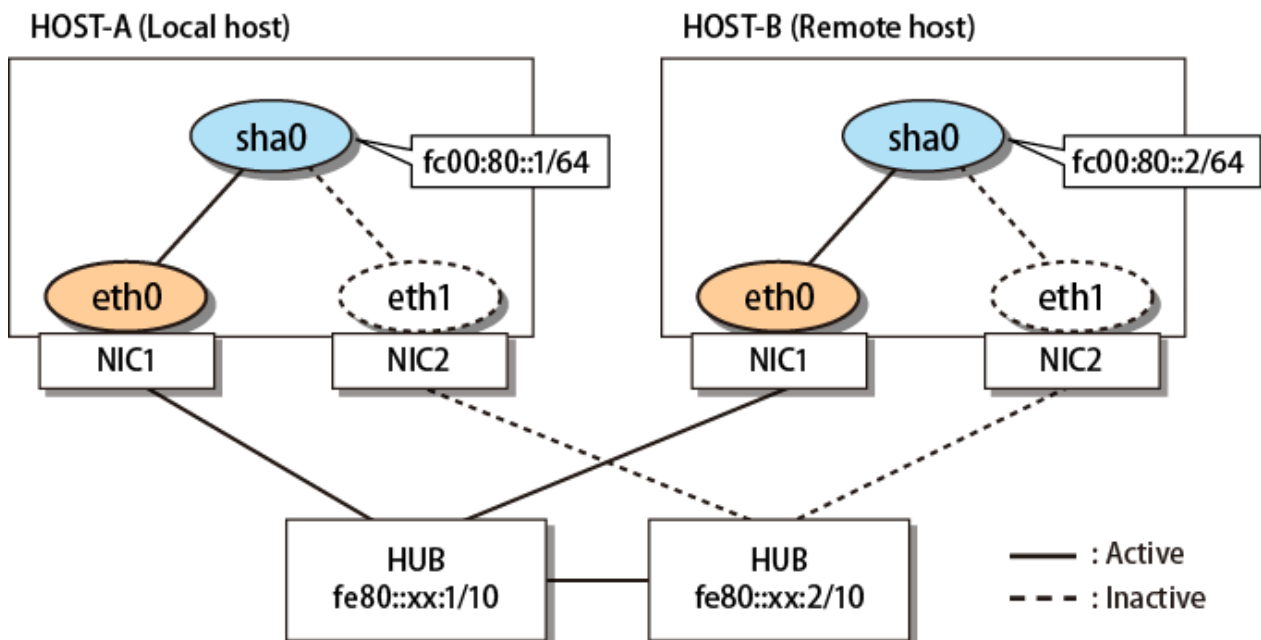 HOST-A (Local host)
HOST-B (Remote host)
sha0
fc00:80::1/64
sha0
fc00:80::2/64
eth0
eth1
eth0
eth1
NIC1
NIC2
NIC1
NIC2
HUB
fe80::xx:1/10
HUB
fe80::xx:2/10
: Active
: Inactive